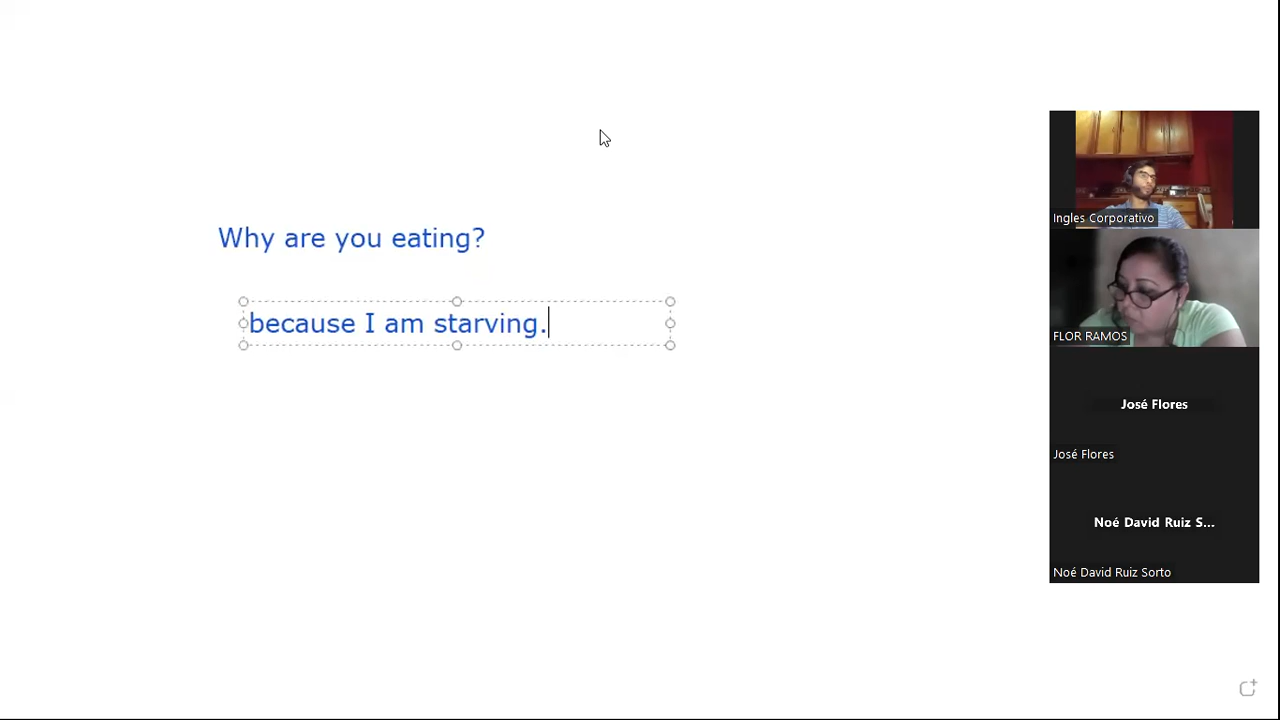 Why are you eating?
because I am starving.
Ingles Corporativo
FLOR RAMOS
José Flores
José Flores
Noé David Ruiz S...
Noé David Ruiz Sorto